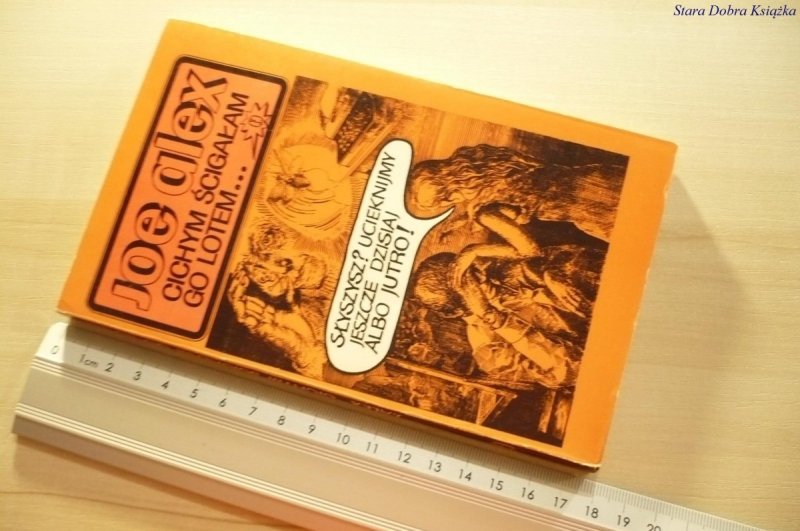 Stara Dobra Książka
Joe alex
CICHYM ŚCIGAŁAM
GO LOTEM...
SŁYSZYSZ? UCIEKNIJMY
JESZCZE DZISIAJ
ALBO JUTRO!
0 1cm 2 3 4 5 6 7 8 9 10 11 12 13 14 15 16 17 18 19 20